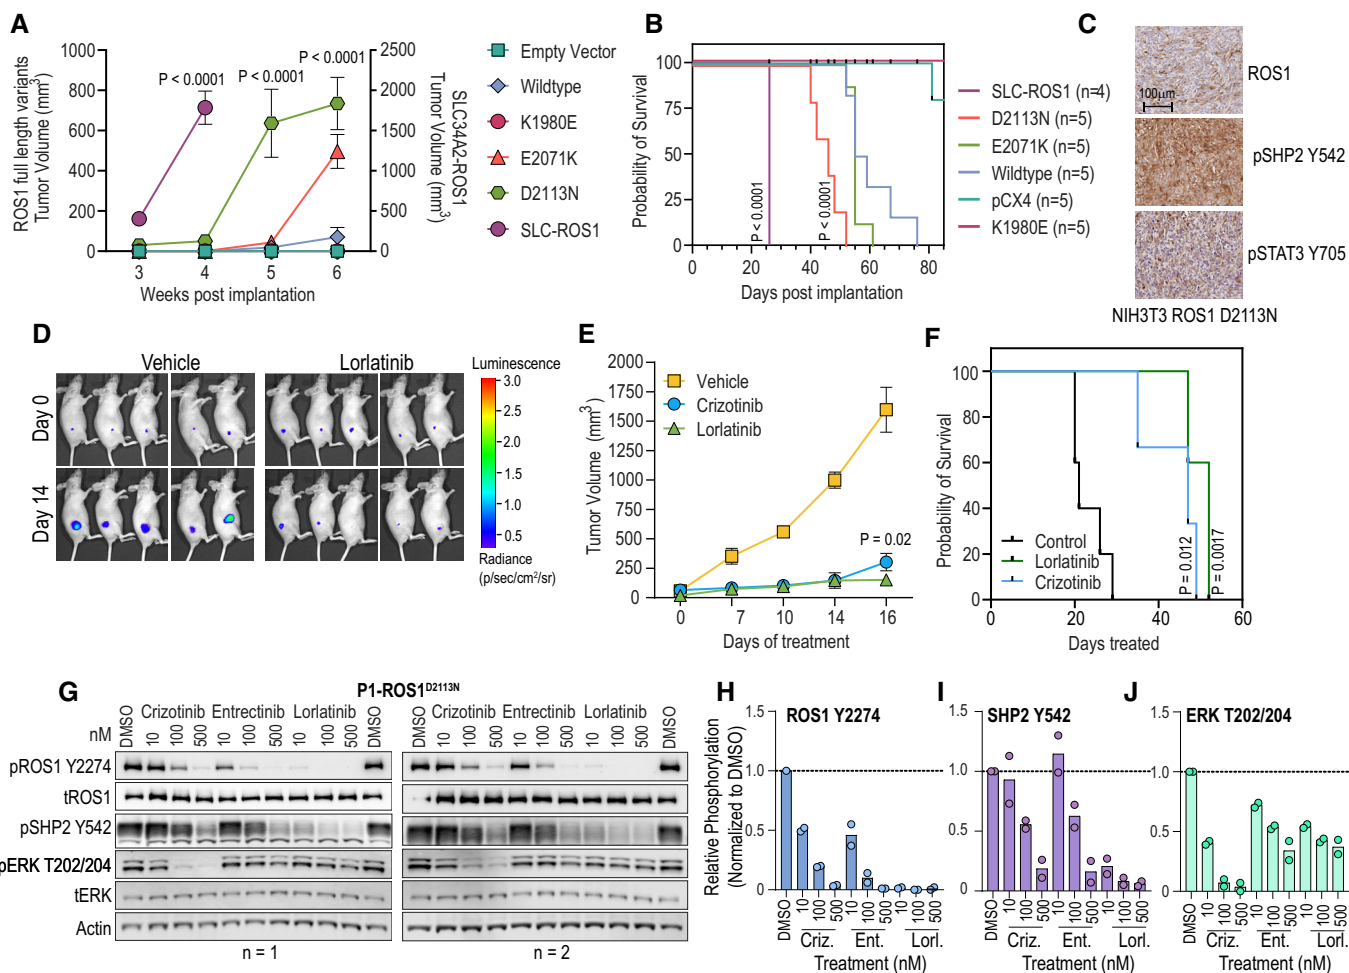 A
ROS1 full length variants
Tumor Volume (mm³)
1000
800
600
400
200
0
2500
2000
1500
1000
500
0
SLC34A2-ROS1
Tumor Volume (mm³)
P < 0.0001
P < 0.0001
P < 0.0001
3
4
5
6
Weeks post implantation
Empty Vector
Wildtype
K1980E
E2071K
D2113N
SLC-ROS1
B
Probability of Survival
100
75
50
25
0
P < 0.0001
P < 0.0001
0
20
40
60
80
Days post implantation
SLC-ROS1 (n=4)
D2113N (n=5)
E2071K (n=5)
Wildtype (n=5)
pCX4 (n=5)
K1980E (n=5)
C
100µm
ROS1
pSHP2 Y542
pSTAT3 Y705
NIH3T3 ROS1 D2113N
D
Vehicle
Lorlatinib
Day 0
Day 14
Luminescence
3.0
2.5
2.0
1.5
1.0
0.5
Radiance
(p/sec/cm²/sr)
E
Tumor Volume (mm³)
2000
1750
1500
1250
1000
750
500
250
0
Vehicle
Crizotinib
Lorlatinib
P = 0.02
0
7
10
14
16
Days of treatment
F
Probability of Survival
100
80
60
40
20
0
Control
Lorlatinib
Crizotinib
P = 0.012
P = 0.0017
0
20
40
60
Days treated
G
P1-ROS1ᴰ²¹¹³ᴺ
nM
DMSO
Crizotinib
10
100
500
Entrectinib
10
100
500
Lorlatinib
10
100
500
DMSO
DMSO
Crizotinib
10
100
500
Entrectinib
10
100
500
Lorlatinib
10
100
500
DMSO
pROS1 Y2274
tROS1
pSHP2 Y542
pERK T202/204
tERK
Actin
n = 1
n = 2
H
ROS1 Y2274
Relative Phosphorylation
(Normalized to DMSO)
1.5
1.0
0.5
0
DMSO
10
100
500
10
100
500
10
100
500
Criz.
Ent.
Lorl.
Treatment (nM)
I
SHP2 Y542
1.5
1.0
0.5
0
DMSO
10
100
500
10
100
500
10
100
500
Criz.
Ent.
Lorl.
Treatment (nM)
J
ERK T202/204
1.5
1.0
0.5
0
DMSO
10
100
500
10
100
500
10
100
500
Criz.
Ent.
Lorl.
Treatment (nM)